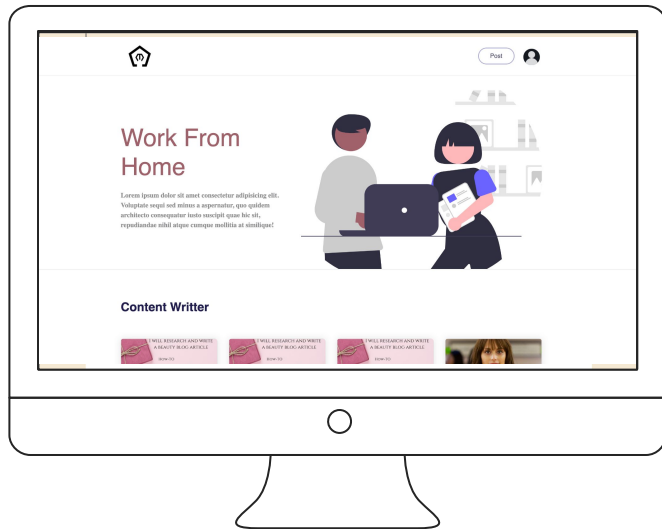 Post
Work From
Home
Lorem ipsum dolor sit amet consectetur adipisicing elit.
Voluptate sequi sed minus a aspernatur, quo quidem
architecto consequatur iusto suscipit quae hic sit,
repudiandae nihil atque cumque mollitia at similique!
Content Writter
I WILL RESEARCH AND WRITE
A BEAUTY BLOG ARTICLE
I WILL RESEARCH AND WRITE
A BEAUTY BLOG ARTICLE
I WILL RESEARCH AND WRITE
A BEAUTY BLOG ARTICLE